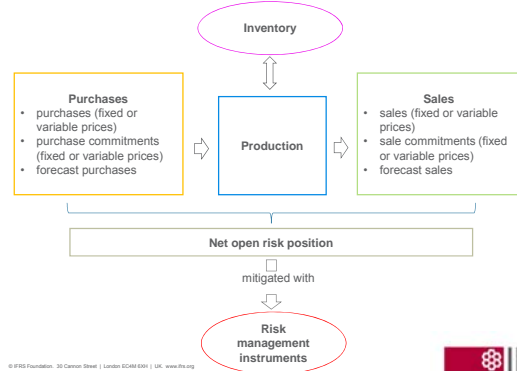 Inventory
Purchases
• purchases (fixed or
variable prices)
• purchase commitments
(fixed or variable prices)
• forecast purchases
Production
Sales
• sales (fixed or variable
prices)
• sale commitments (fixed
or variable prices)
• forecast sales
Net open risk position
mitigated with
Risk
management
instruments
© IFRS Foundation. 30 Cannon Street | London EC4M 6XH | UK. www.ifrs.org